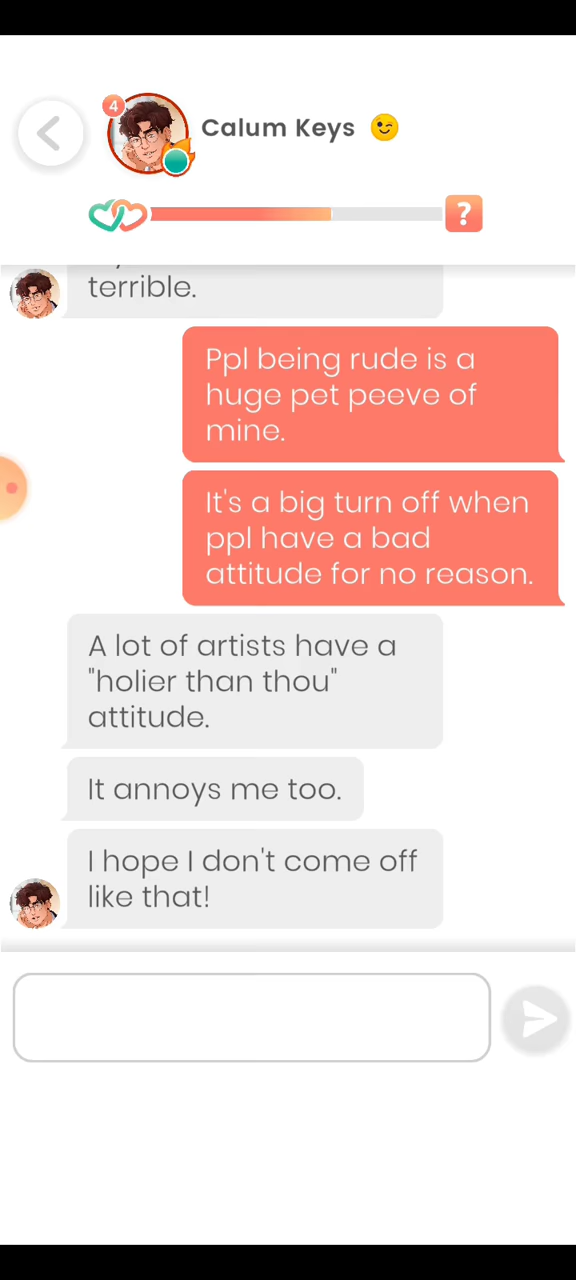 4
Calum Keys 😉
?
terrible.
Ppl being rude is a
huge pet peeve of
mine.
It's a big turn off when
ppl have a bad
attitude for no reason.
A lot of artists have a
"holier than thou"
attitude.
It annoys me too.
I hope I don't come off
like that!